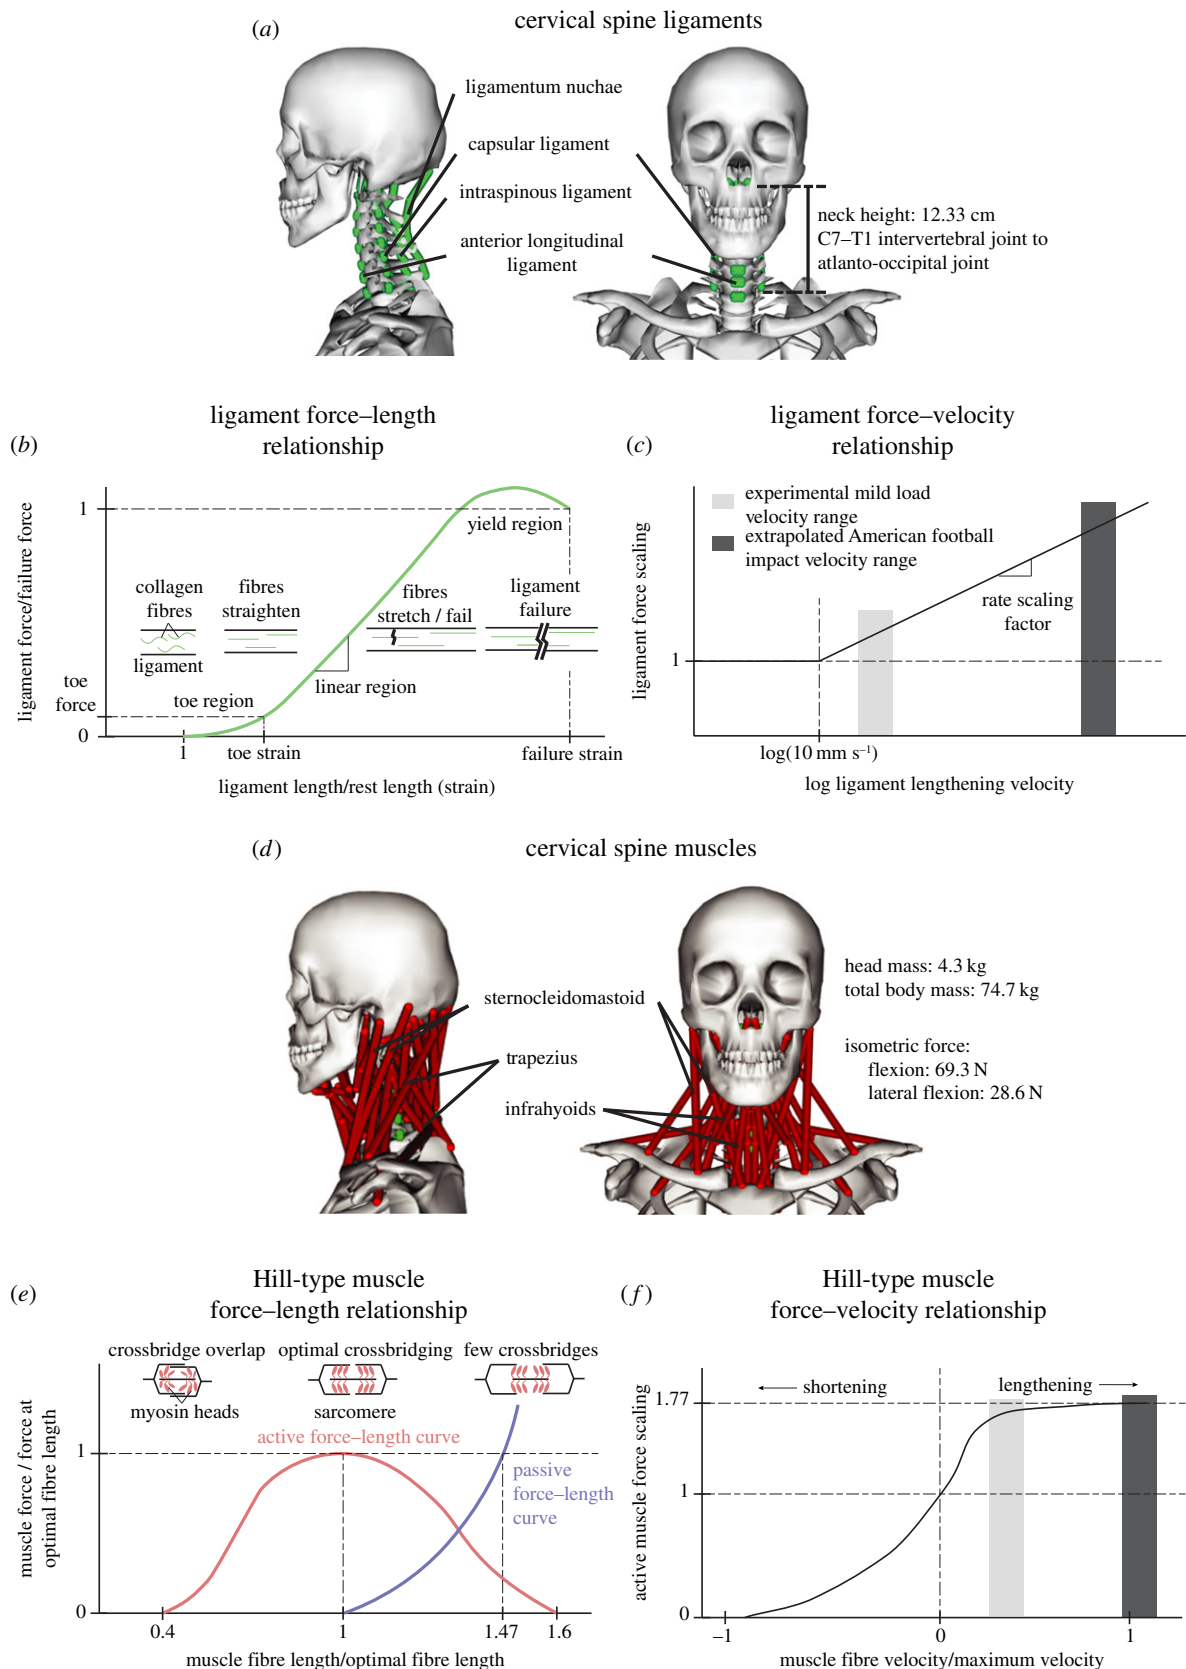 (a)
cervical spine ligaments
ligamentum nuchae
capsular ligament
intraspinous ligament
anterior longitudinal
ligament
neck height: 12.33 cm
C7–T1 intervertebral joint to
atlanto-occipital joint
(b)
ligament force–length
relationship
ligament force/failure force
1
toe
force
0
collagen
fibres
ligament
fibres
straighten
fibres
stretch / fail
ligament
failure
yield region
toe region
linear region
1
toe strain
failure strain
ligament length/rest length (strain)
(c)
ligament force–velocity
relationship
ligament force scaling
experimental mild load
velocity range
extrapolated American football
impact velocity range
rate scaling
factor
1
log(10 mm s⁻¹)
log ligament lengthening velocity
(d)
cervical spine muscles
sternocleidomastoid
trapezius
infrahyoids
head mass: 4.3 kg
total body mass: 74.7 kg
isometric force:
flexion: 69.3 N
lateral flexion: 28.6 N
(e)
Hill-type muscle
force–length relationship
muscle force / force at
optimal fibre length
crossbridge overlap
optimal crossbridging
few crossbridges
myosin heads
sarcomere
active force–length curve
passive
force–length
curve
1
0
0.4
1
1.47
1.6
muscle fibre length/optimal fibre length
(f)
Hill-type muscle
force–velocity relationship
active muscle force scaling
shortening
lengthening
1.77
1
0
–1
0
1
muscle fibre velocity/maximum velocity